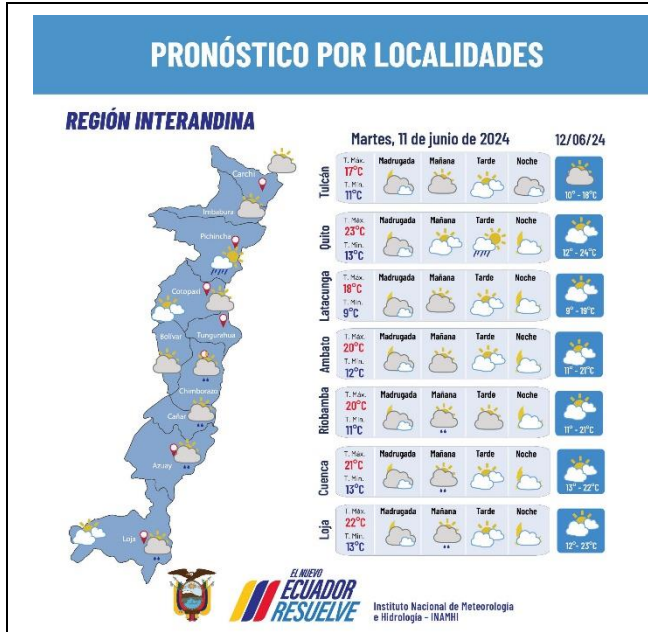 PRONÓSTICO POR LOCALIDADES
REGIÓN INTERANDINA
Carchi
Imbabura
Pichincha
Cotopaxi
Bolívar
Tungurahua
Chimborazo
Cañar
Azuay
Loja
Martes, 11 de junio de 2024
12/06/24
Tulcán
T. Máx.
17°C
T. Mín.
11°C
Madrugada Mañana Tarde Noche
10° - 18°C
Quito
T. Máx.
23°C
T. Mín.
13°C
Madrugada Mañana Tarde Noche
12° - 24°C
Latacunga
T. Máx.
18°C
T. Mín.
9°C
Madrugada Mañana Tarde Noche
9° - 19°C
Ambato
T. Máx.
20°C
T. Mín.
12°C
Madrugada Mañana Tarde Noche
11° - 21°C
Riobamba
T. Máx.
20°C
T. Mín.
11°C
Madrugada Mañana Tarde Noche
11° - 21°C
Cuenca
T. Máx.
21°C
T. Mín.
13°C
Madrugada Mañana Tarde Noche
13° - 22°C
Loja
T. Máx.
22°C
T. Mín.
13°C
Madrugada Mañana Tarde Noche
12° - 23°C
EL NUEVO
ECUADOR
RESUELVE
Instituto Nacional de Meteorología
e Hidrología - INAMHI